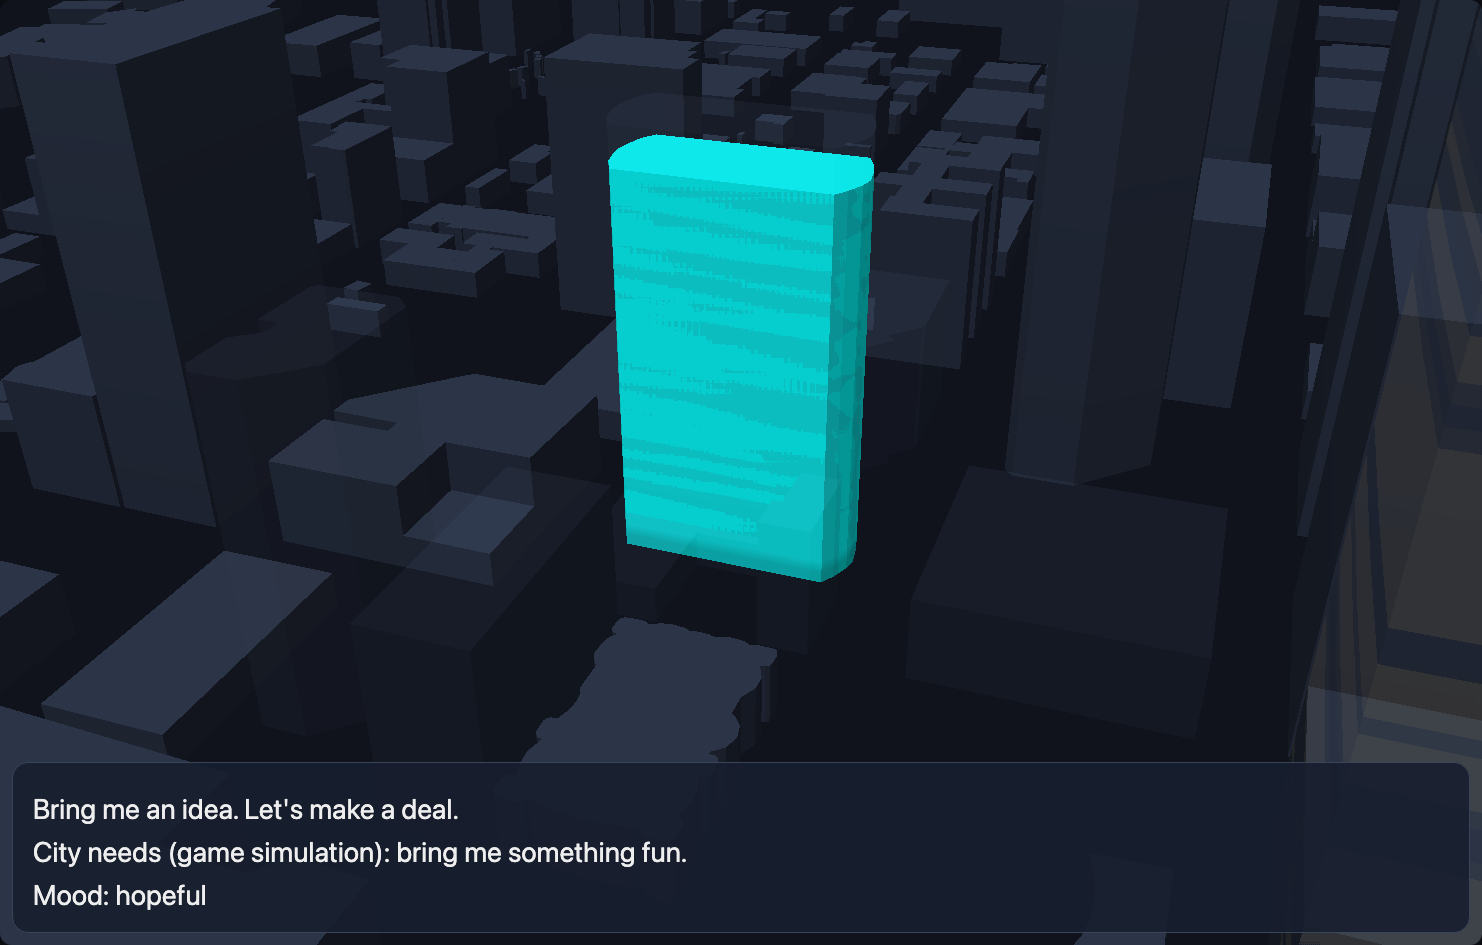 Bring me an idea. Let's make a deal.
City needs (game simulation): bring me something fun.
Mood: hopeful